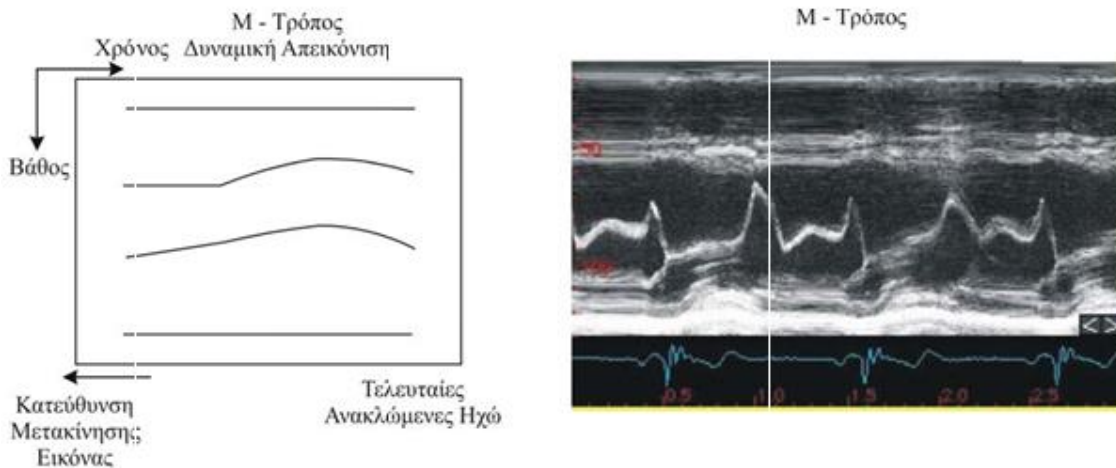 M - Τρόπος
Χρόνος Δυναμική Απεικόνιση
Βάθος
Τελευταίες
Ανακλώμενες Ηχώ
Κατεύθυνση
Μετακίνησης
Εικόνας
M - Τρόπος
50
100
0.5 1.0 1.5 2.0 2.5